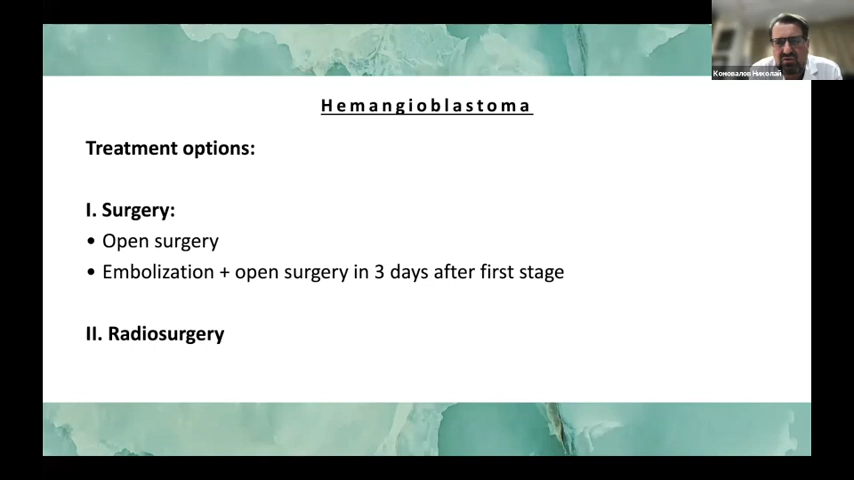 Коновалов Николай
Hemangioblastoma
Treatment options:
I. Surgery:
• Open surgery
• Embolization + open surgery in 3 days after first stage
II. Radiosurgery